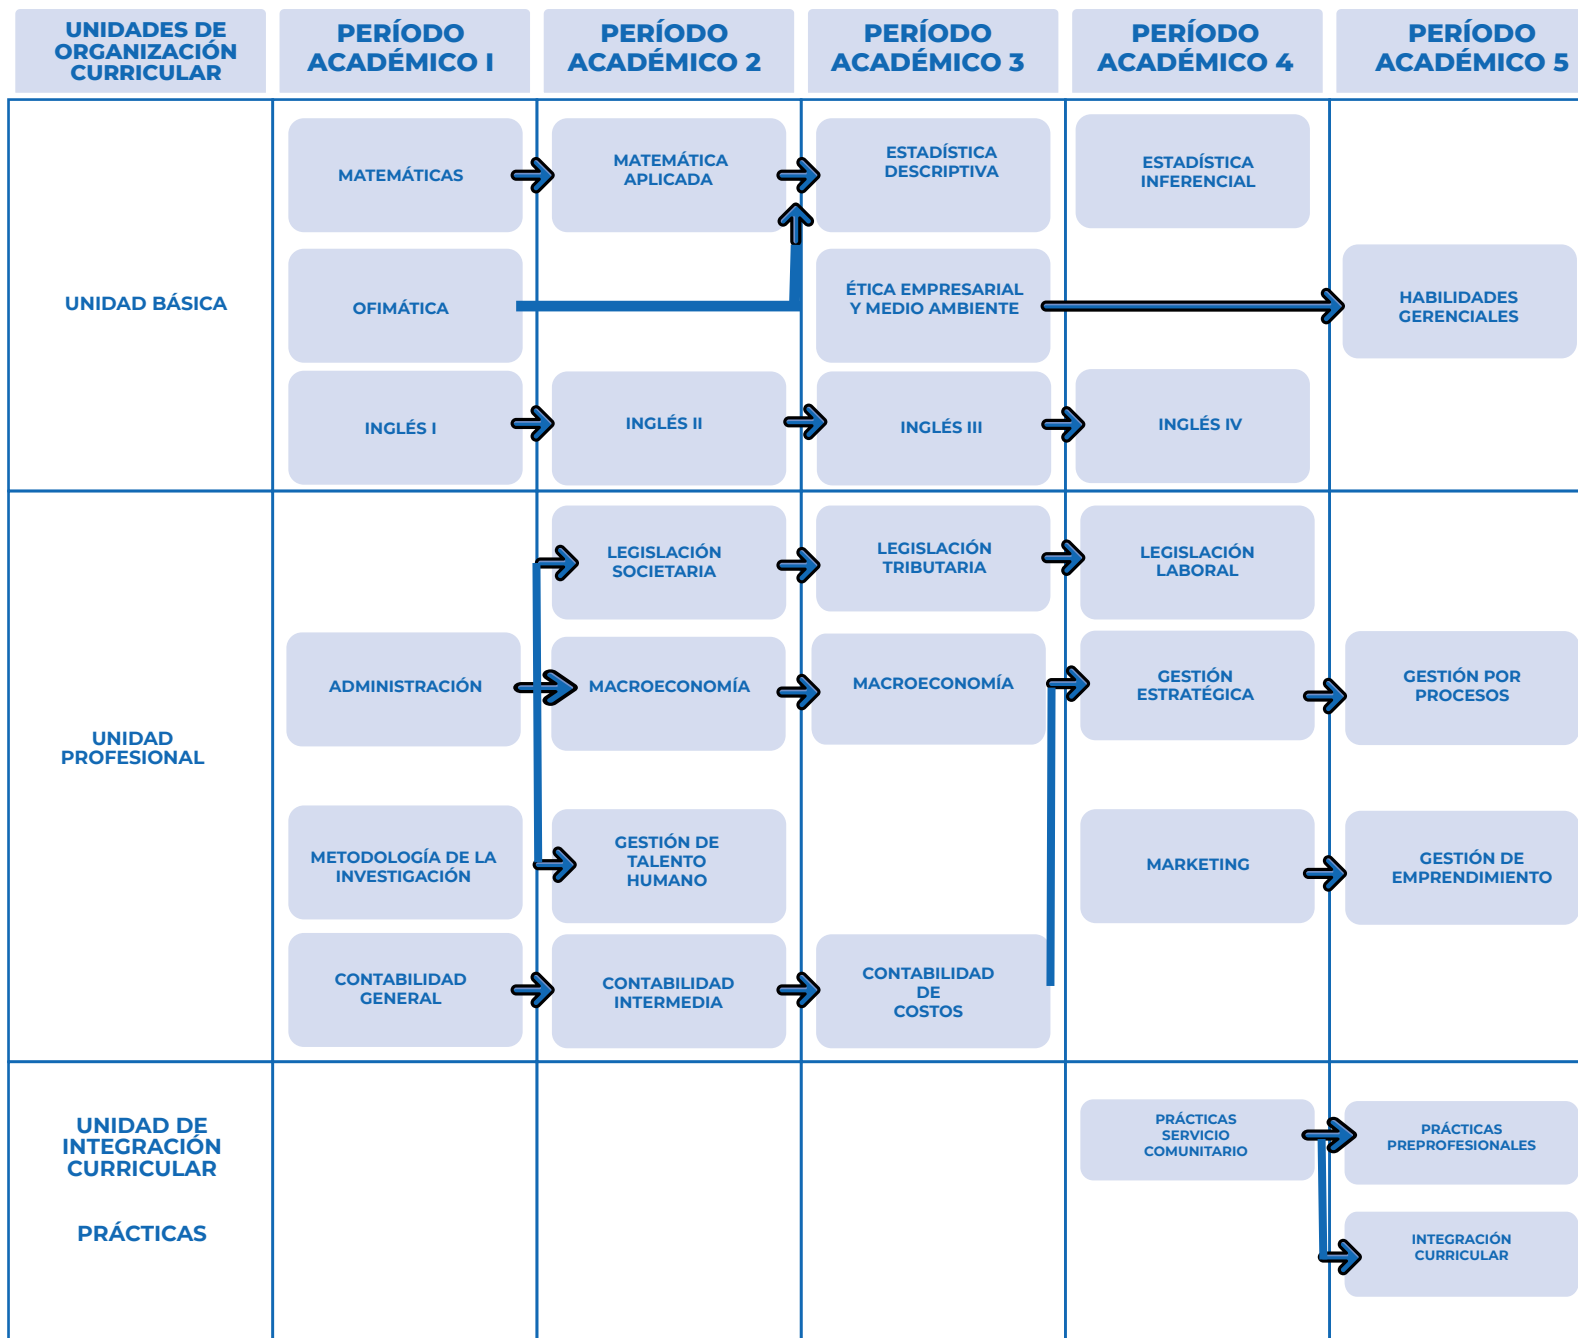 UNIDADES DE
ORGANIZACIÓN
CURRICULAR
PERÍODO
ACADÉMICO I
PERÍODO
ACADÉMICO 2
PERÍODO
ACADÉMICO 3
PERÍODO
ACADÉMICO 4
PERÍODO
ACADÉMICO 5
UNIDAD BÁSICA
MATEMÁTICAS
MATEMÁTICA
APLICADA
ESTADÍSTICA
DESCRIPTIVA
ESTADÍSTICA
INFERENCIAL
OFIMÁTICA
ÉTICA EMPRESARIAL
Y MEDIO AMBIENTE
HABILIDADES
GERENCIALES
INGLÉS I
INGLÉS II
INGLÉS III
INGLÉS IV
UNIDAD
PROFESIONAL
LEGISLACIÓN
SOCIETARIA
LEGISLACIÓN
TRIBUTARIA
LEGISLACIÓN
LABORAL
ADMINISTRACIÓN
MACROECONOMÍA
MACROECONOMÍA
GESTIÓN
ESTRATÉGICA
GESTIÓN POR
PROCESOS
METODOLOGÍA DE LA
INVESTIGACIÓN
GESTIÓN DE
TALENTO
HUMANO
MARKETING
GESTIÓN DE
EMPRENDIMIENTO
CONTABILIDAD
GENERAL
CONTABILIDAD
INTERMEDIA
CONTABILIDAD
DE
COSTOS
UNIDAD DE
INTEGRACIÓN
CURRICULAR
PRÁCTICAS
PRÁCTICAS
SERVICIO
COMUNITARIO
PRÁCTICAS
PREPROFESIONALES
INTEGRACIÓN
CURRICULAR